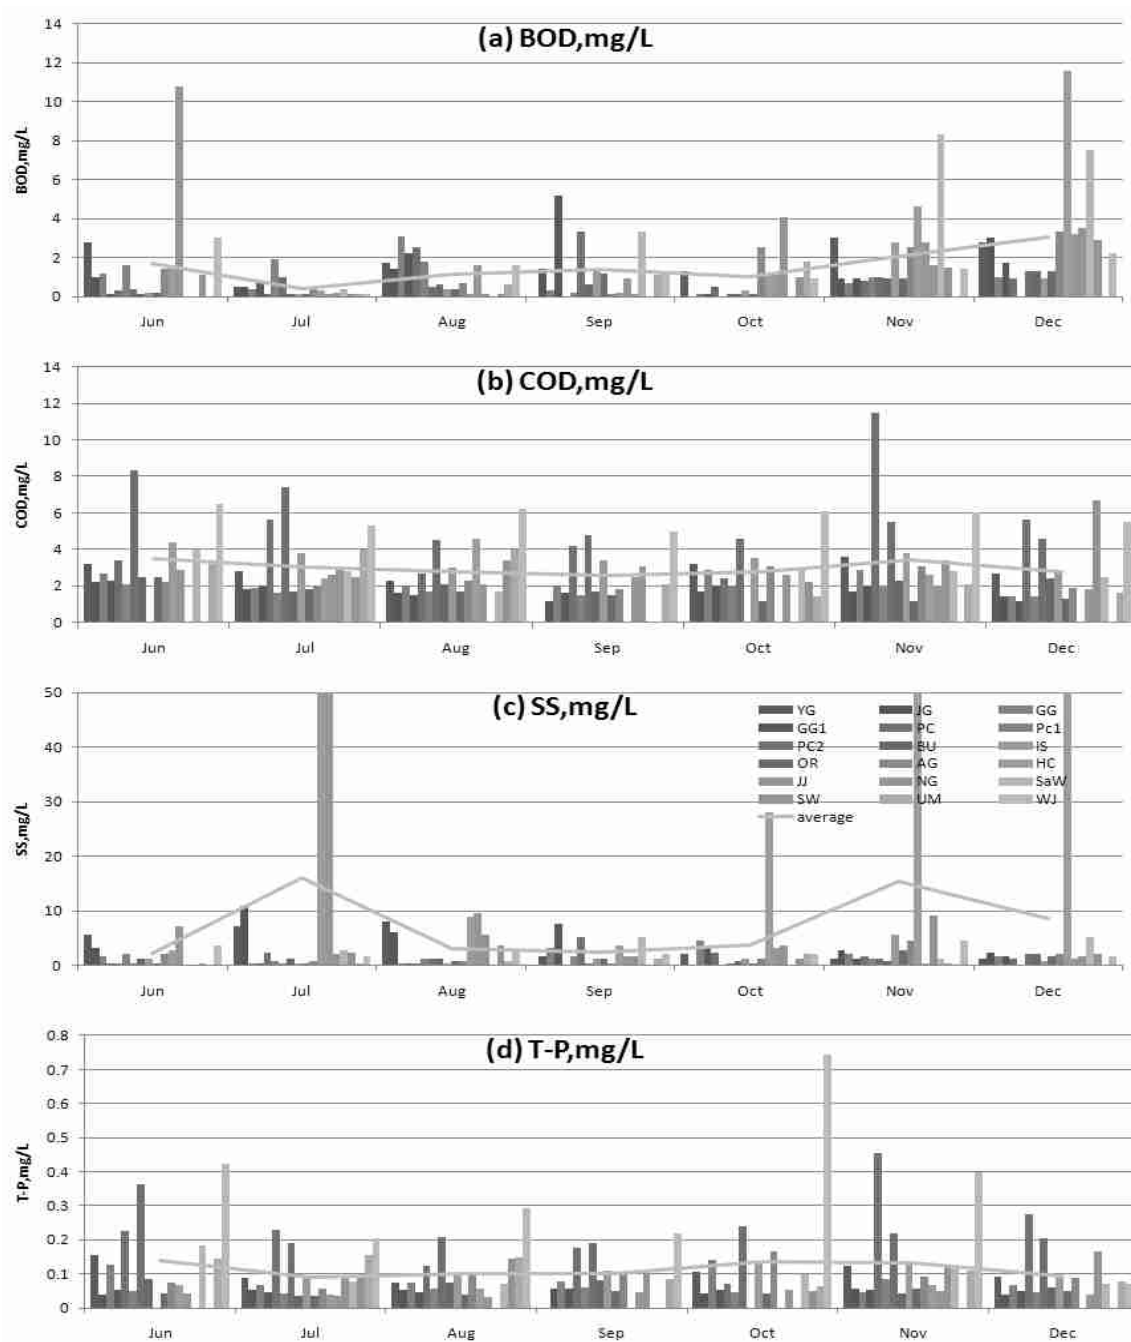 (a) BOD,mg/L
14
12
10
8
6
4
2
0
BOD,mg/L
Jun Jul Aug Sep Oct Nov Dec
(b) COD,mg/L
14
12
10
8
6
4
2
0
COD,mg/L
Jun Jul Aug Sep Oct Nov Dec
(c) SS,mg/L
50
40
30
20
10
0
SS,mg/L
YG JG GG
GG1 PC Pc1
PC2 BU IS
OR AG HC
JJ NG SaW
SW UM WJ
average
Jun Jul Aug Sep Oct Nov Dec
(d) T-P,mg/L
0.8
0.7
0.6
0.5
0.4
0.3
0.2
0.1
0
T-P,mg/L
Jun Jul Aug Sep Oct Nov Dec